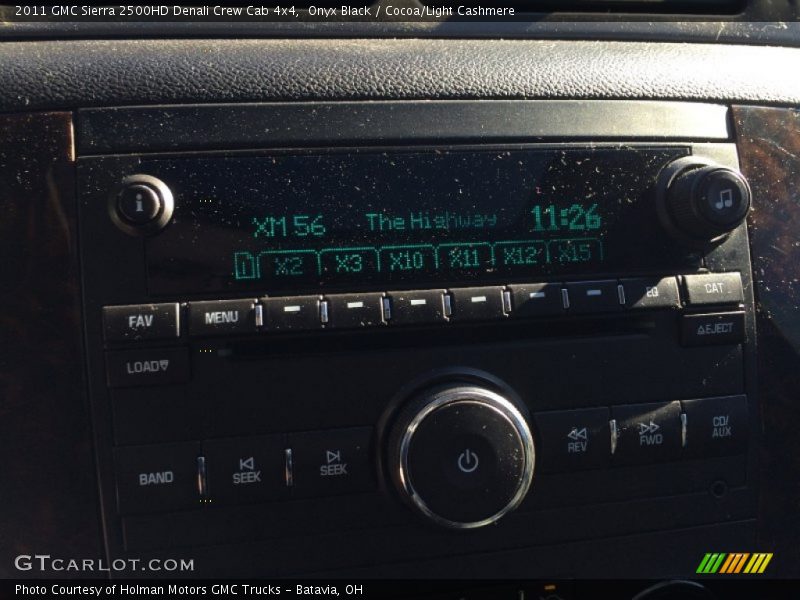 2011 GMC Sierra 2500HD Denali Crew Cab 4x4, Onyx Black / Cocoa/Light Cashmere
i
XM 56 The Highway 11:26
1 X2 X3 X10 X11 X12 X15
FAV MENU EQ CAT
EJECT
LOAD
BAND SEEK SEEK REV FWD CD/AUX
GTCARLOT.COM
Photo Courtesy of Holman Motors GMC Trucks - Batavia, OH